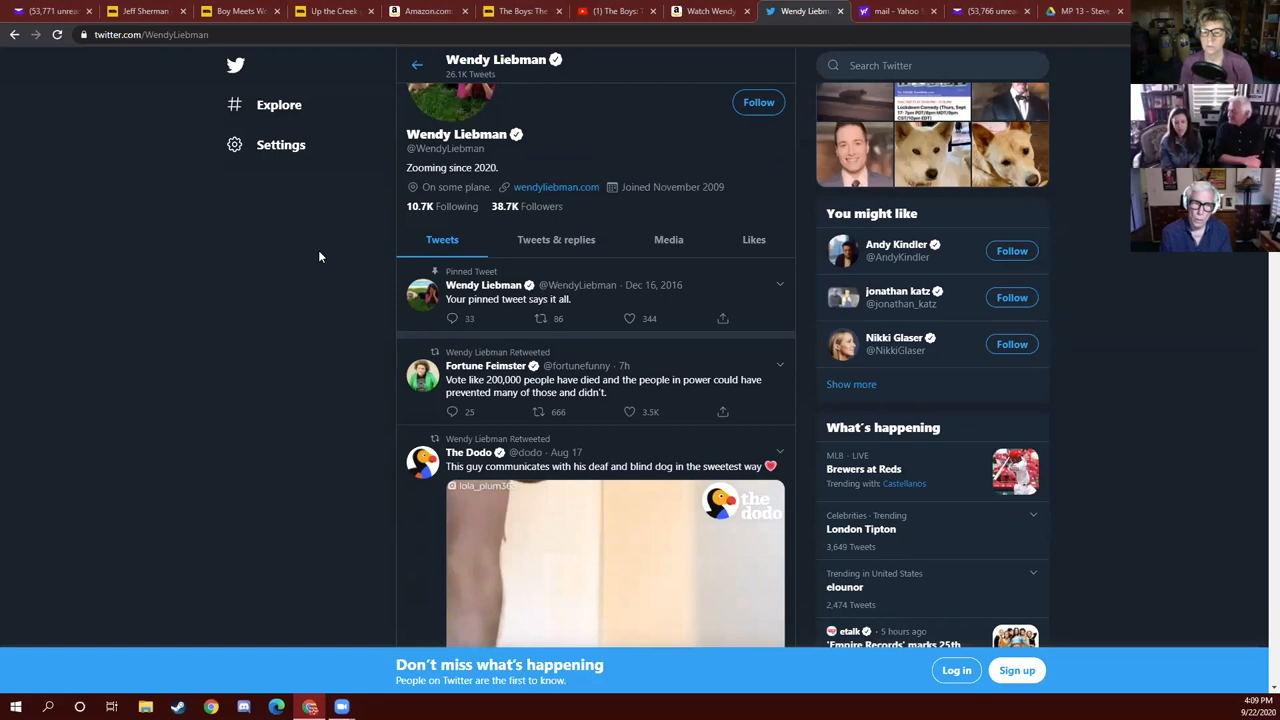 (53,771 unrea
Jeff Sherman
Boy Meets Wo
Up the Creek
Amazon.com:
The Boys: The
(1) The Boys: T
Watch Wendy
Wendy Liebm
mail - Yahoo S
(53,766 unrea
MP 13 - Steve
twitter.com/WendyLiebman
Wendy Liebman
26.1K Tweets
Search Twitter
Explore
Settings
Follow
Wendy Liebman
@WendyLiebman
Zooming since 2020.
On some plane. wendyliebman.com Joined November 2009
10.7K Following 38.7K Followers
Tweets Tweets & replies Media Likes
Pinned Tweet
Wendy Liebman @WendyLiebman · Dec 16, 2016
Your pinned tweet says it all.
33 86 344
Wendy Liebman Retweeted
Fortune Feimster @fortunefunny · 7h
Vote like 200,000 people have died and the people in power could have
prevented many of those and didn't.
25 666 3.5K
Wendy Liebman Retweeted
The Dodo @dodo · Aug 17
This guy communicates with his deaf and blind dog in the sweetest way
the
dodo
Lockdown Comedy (Thurs, Sept
You might like
Andy Kindler
@AndyKindler
Follow
jonathan katz
@jonathan_katz
Follow
Nikki Glaser
@NikkiGlaser
Follow
Show more
What's happening
MLB · LIVE
Brewers at Reds
Trending with: Castellanos
Celebrities · Trending
London Tipton
3,649 Tweets
Trending in United States
elounor
2,474 Tweets
etalk · 5 hours ago
'Empire Records' marks 25th
Don't miss what's happening
People on Twitter are the first to know.
Log in
Sign up
4:09 PM
9/22/2020